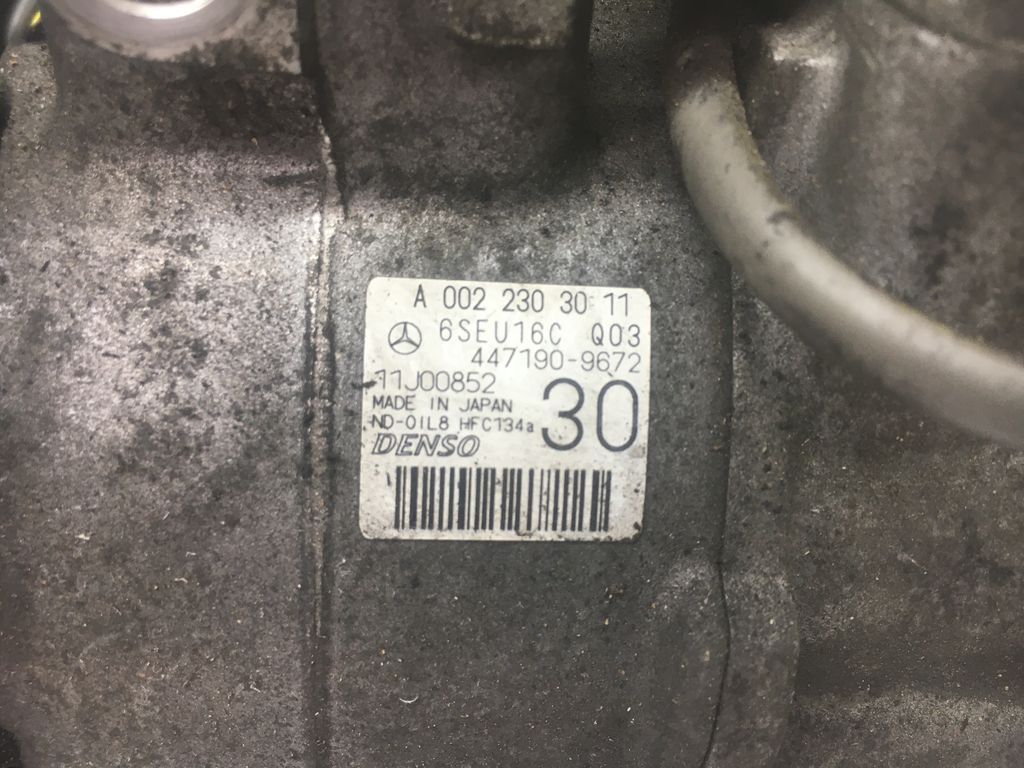 A 002 230 30 11
6SEU16C Q03
447190-9672
11J00852
30
MADE IN JAPAN
ND-OIL8 HFC134a
DENSO